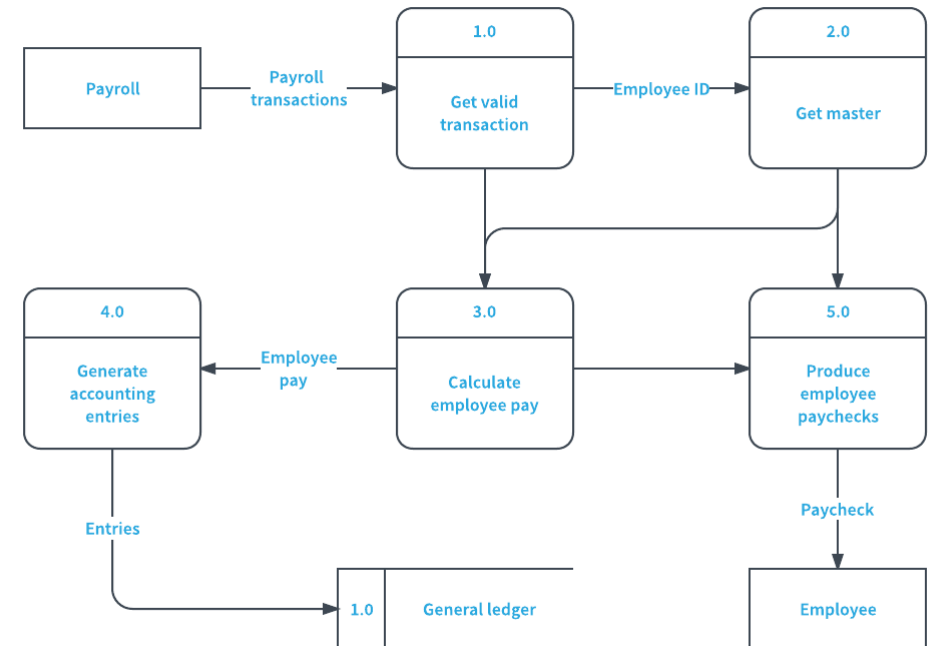 1.0
2.0
Payroll
Payroll
transactions
Get valid
transaction
Employee ID
Get master
4.0
3.0
5.0
Generate
accounting
entries
Employee
pay
Calculate
employee pay
Produce
employee
paychecks
Entries
Paycheck
1.0
General ledger
Employee